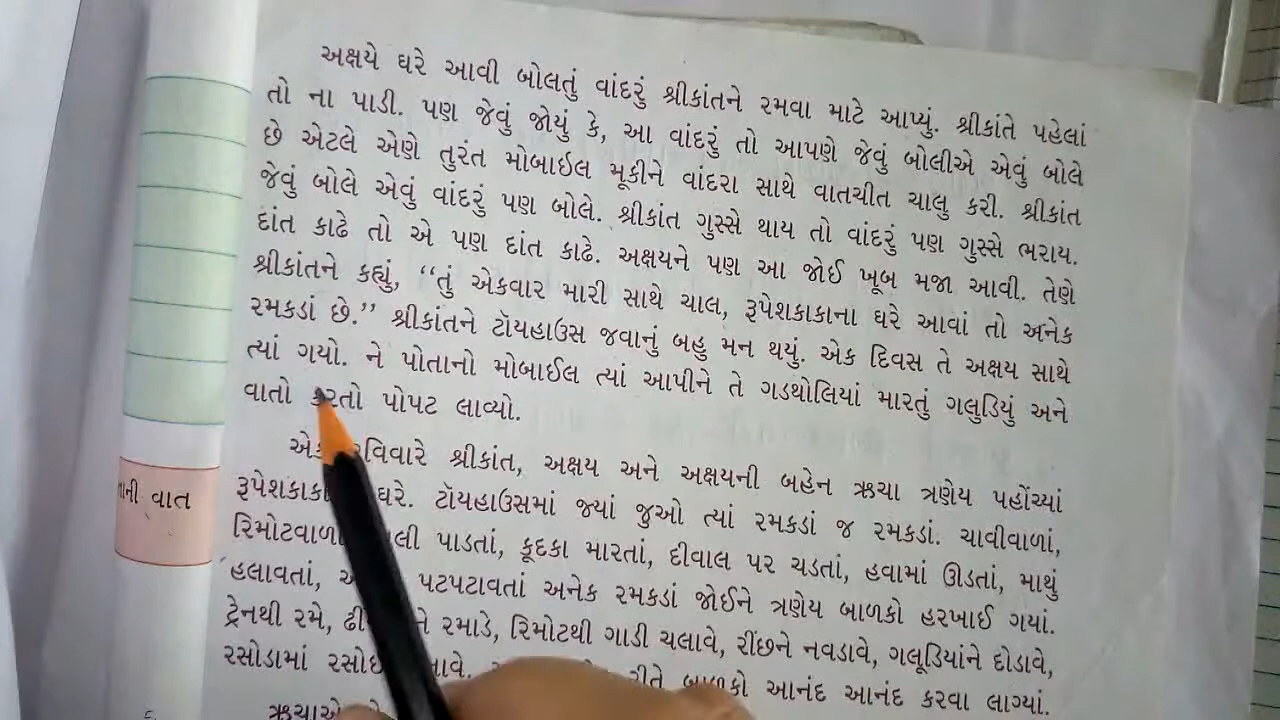 અક્ષયે ઘરે આવી બોલતું વાંદરું શ્રીકાંતને રમવા માટે આપ્યું. શ્રીકાંતે પહેલાં
તો ના પાડી. પણ જેવું જોયું કે, આ વાંદરું તો આપણે જેવું બોલીએ એવું બોલે
છે એટલે એણે તુરંત મોબાઈલ મૂકીને વાંદરા સાથે વાતચીત ચાલુ કરી. શ્રીકાંત
જેવું બોલે એવું વાંદરું પણ બોલે. શ્રીકાંત ગુસ્સે થાય તો વાંદરું પણ ગુસ્સે ભરાય.
દાંત કાઢે તો એ પણ દાંત કાઢે. અક્ષયને પણ આ જોઈ ખૂબ મજા આવી. તેણે
શ્રીકાંતને કહ્યું, ‘‘તું એકવાર મારી સાથે ચાલ, રૂપેશકાકાના ઘરે આવાં તો અનેક
રમકડાં છે.’’ શ્રીકાંતને ટૉયહાઉસ જવાનું બહુ મન થયું. એક દિવસ તે અક્ષય સાથે
ત્યાં ગયો. ને પોતાનો મોબાઈલ ત્યાં આપીને તે ગડથોલિયાં મારતું ગલુડિયું અને
વાતો કરતો પોપટ લાવ્યો.
રવિવારે શ્રીકાંત, અક્ષય અને અક્ષયની બહેન ઋચા ત્રણેય પહોંચ્યાં
ઘરે. ટૉયહાઉસમાં જ્યાં જુઓ ત્યાં રમકડાં જ રમકડાં. ચાવીવાળાં,
વાત
પાડતાં, કૂદકા મારતાં, દીવાલ પર ચડતાં, હવામાં ઊડતાં, માથું
હલાવતાં, પટપટાવતાં અનેક રમકડાં જોઈને ત્રણેય બાળકો હરખાઈ ગયાં.
ટ્રેનથી રમે, રમાડે, રિમોટથી ગાડી ચલાવે, રીંછને નવડાવે, ગલૂડિયાંને દોડાવે,
રસોડામાં રીતે બાળકો આનંદ આનંદ કરવા લાગ્યાં.